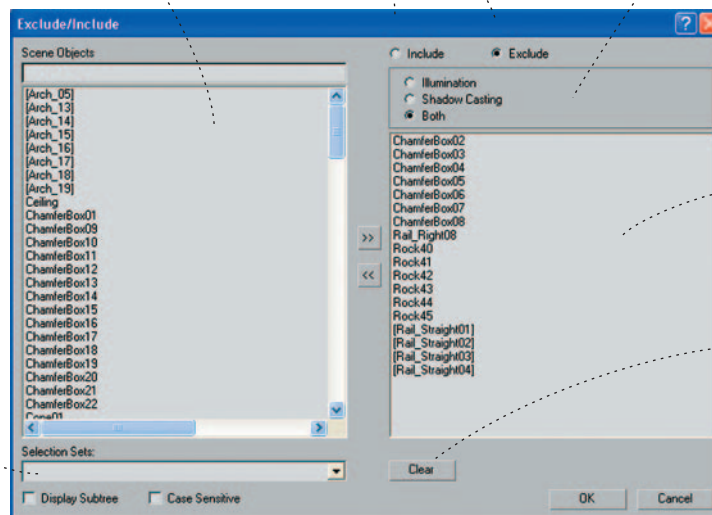 Exclude/Include
Scene Objects
[Arch_05]
[Arch_13]
[Arch_14]
[Arch_15]
[Arch_16]
[Arch_17]
[Arch_18]
[Arch_19]
Ceiling
ChamferBox01
ChamferBox09
ChamferBox10
ChamferBox11
ChamferBox12
ChamferBox13
ChamferBox14
ChamferBox15
ChamferBox16
ChamferBox17
ChamferBox18
ChamferBox19
ChamferBox20
ChamferBox21
ChamferBox22
Cone01
Selection Sets:
Display Subtree
Case Sensitive
>>
<<
Include
Exclude
Illumination
Shadow Casting
Both
ChamferBox02
ChamferBox03
ChamferBox04
ChamferBox05
ChamferBox06
ChamferBox07
ChamferBox08
Rail_Right08
Rock40
Rock41
Rock42
Rock43
Rock44
Rock45
[Rail_Straight01]
[Rail_Straight02]
[Rail_Straight03]
[Rail_Straight04]
Clear
OK
Cancel